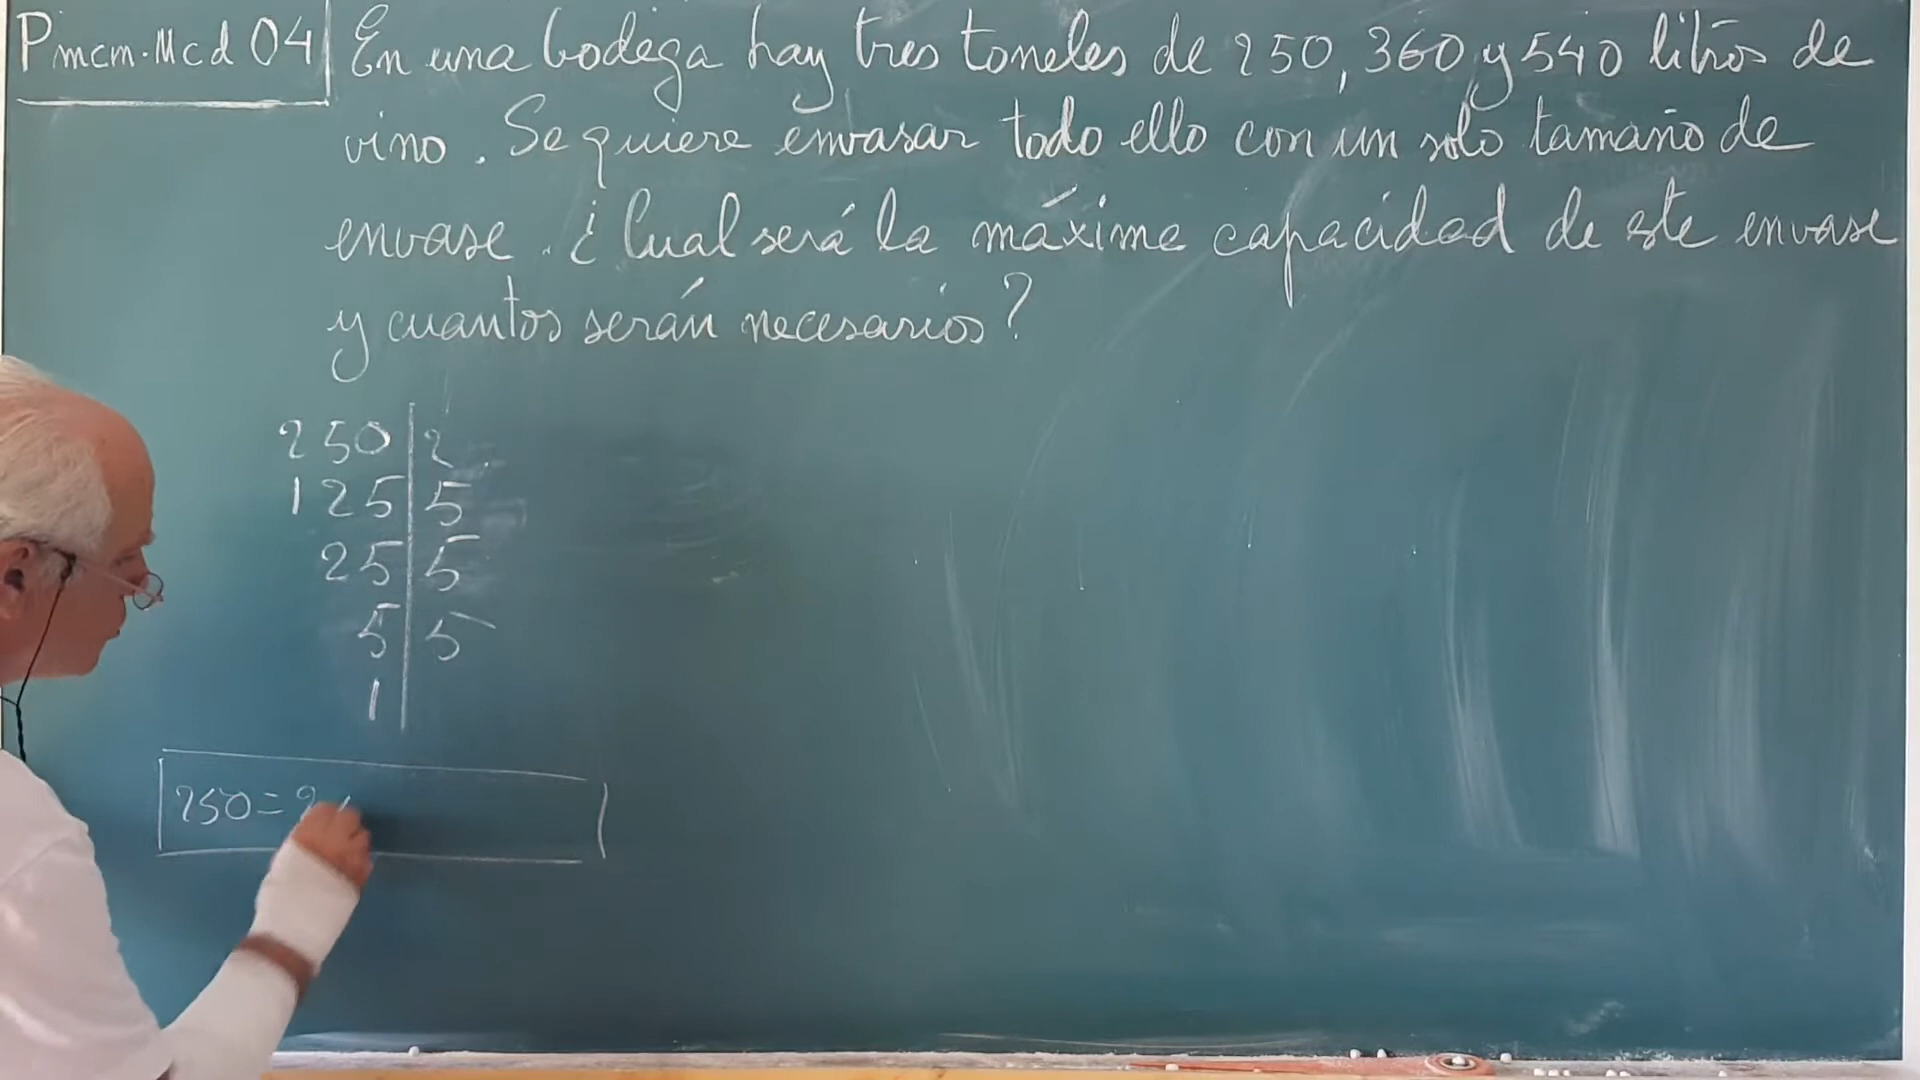 Pmcm·Mcd 04
En una bodega hay tres toneles de 250, 360 y 540 litros de
vino. Se quiere envasar todo ello con un solo tamaño de
envase. ¿Cual será la máxima capacidad de este envase
y cuantos serán necesarios?
250 | 2
125 | 5
25 | 5
5 | 5
1 |
250 = 2